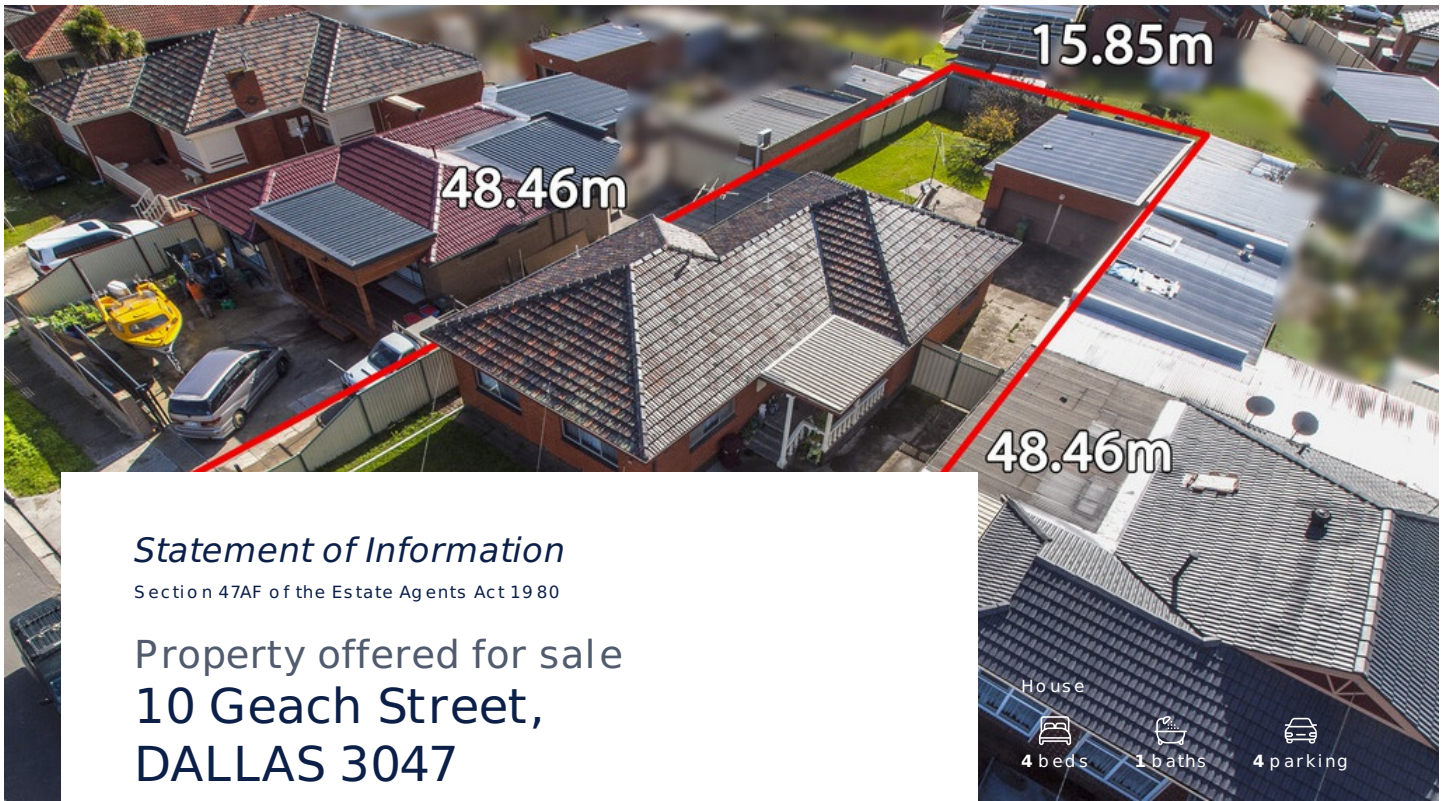 15.85m
48.46m
48.46m
Statement of Information
Section 47AF of the Estate Agents Act 1980
Property offered for sale
10 Geach Street,
DALLAS 3047
House
4 beds 1 baths 4 parking